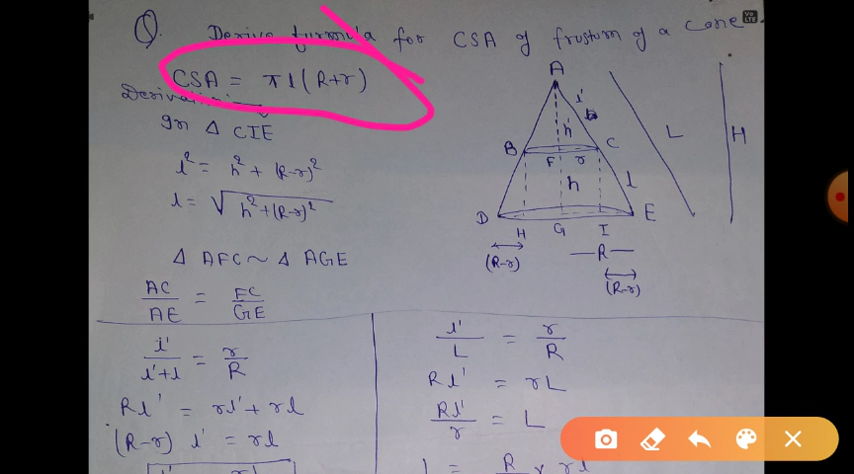 Q. Derive formula for CSA of frustum of a cone
CSA = π l (R+r)
In Δ CIE
l² = h² + (R-r)²
l = √h²+(R-r)²
Δ AFC ~ Δ AGE
AC/AE = FC/GE
l'/l'+l = r/R
Rl' = rl' + rl
(R-r) l' = rl
A
l'
h'
B
F
r
C
h
l
D
H
G
I
E
(R-r)
R
(R-r)
L
H
l'/L = r/R
Rl' = rL
Rl'/r = L